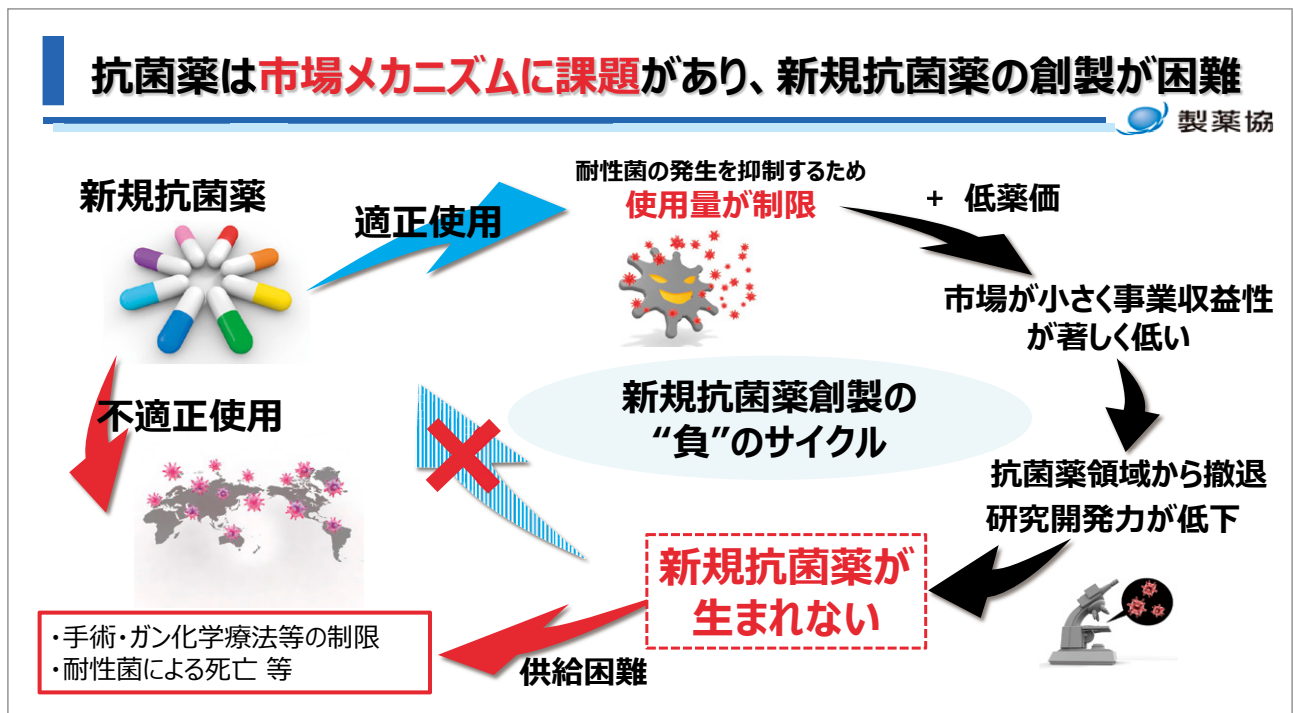 抗菌薬は市場メカニズムに課題があり、新規抗菌薬の創製が困難
製薬協
新規抗菌薬
適正使用
耐性菌の発生を抑制するため
使用量が制限
+ 低薬価
市場が小さく事業収益性
が著しく低い
不適正使用
新規抗菌薬創製の
“負”のサイクル
抗菌薬領域から撤退
研究開発力が低下
新規抗菌薬が
生まれない
・手術・ガン化学療法等の制限
・耐性菌による死亡 等
供給困難